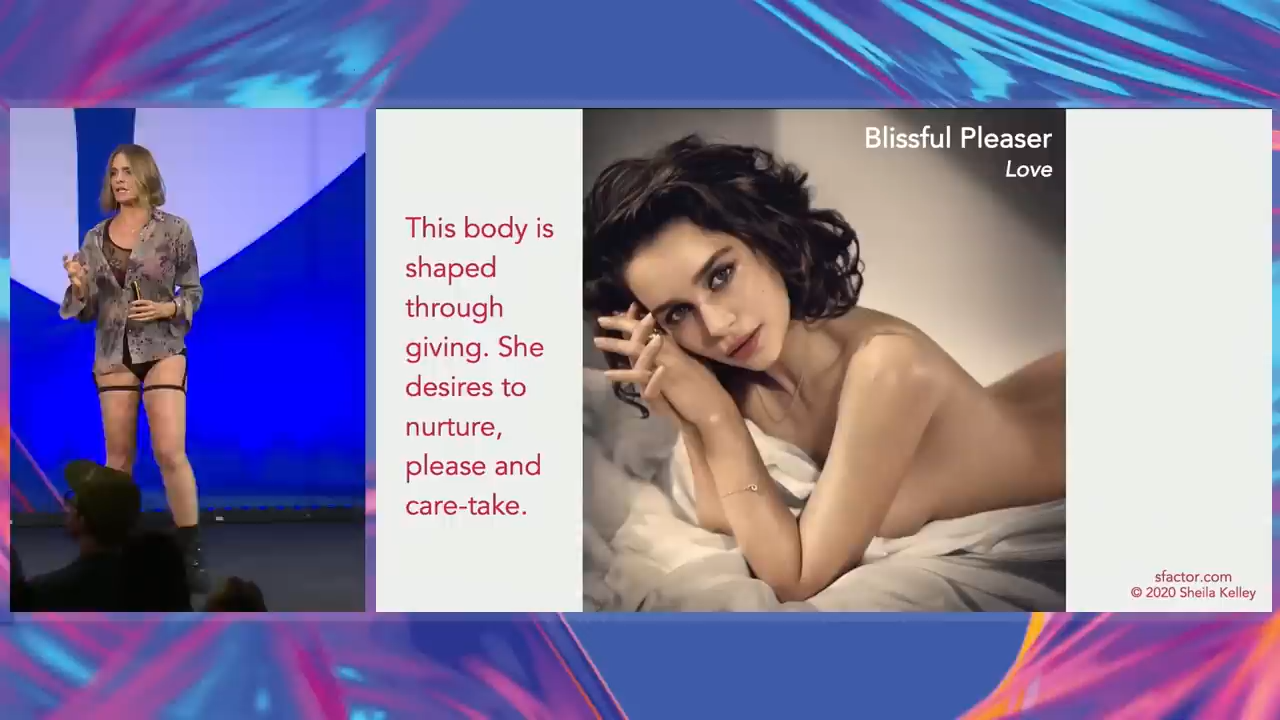 This body is
shaped
through
giving. She
desires to
nurture,
please and
care-take.
Blissful Pleaser
Love
sfactor.com
© 2020 Sheila Kelley